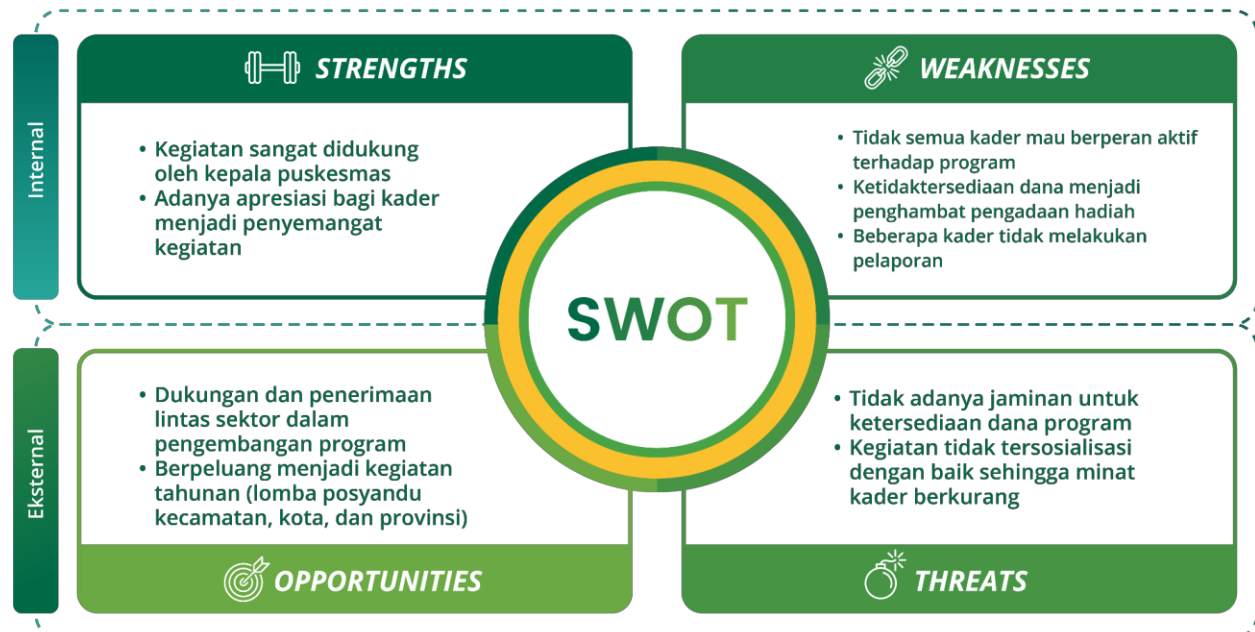 Internal
STRENGTHS
• Kegiatan sangat didukung
oleh kepala puskesmas
• Adanya apresiasi bagi kader
menjadi penyemangat
kegiatan
WEAKNESSES
• Tidak semua kader mau berperan aktif
terhadap program
• Ketidaktersediaan dana menjadi
penghambat pengadaan hadiah
• Beberapa kader tidak melakukan
pelaporan
SWOT
Eksternal
• Dukungan dan penerimaan
lintas sektor dalam
pengembangan program
• Berpeluang menjadi kegiatan
tahunan (lomba posyandu
kecamatan, kota, dan provinsi)
OPPORTUNITIES
• Tidak adanya jaminan untuk
ketersediaan dana program
• Kegiatan tidak tersosialisasi
dengan baik sehingga minat
kader berkurang
THREATS